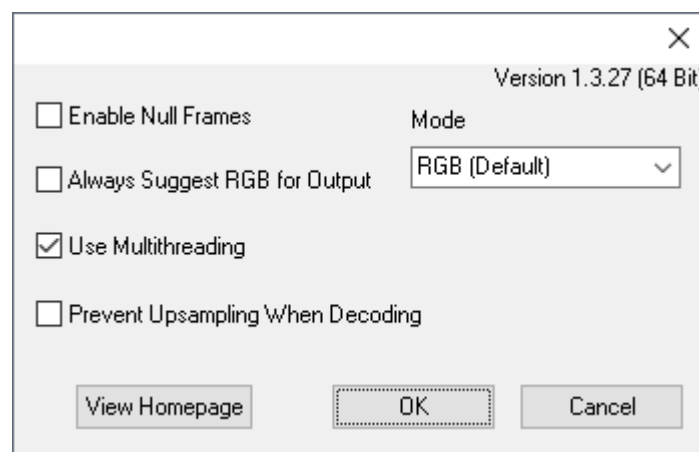 Version 1.3.27 (64 Bit
Enable Null Frames
Mode
Always Suggest RGB for Output
RGB (Default)
Use Multithreading
Prevent Upsampling When Decoding
View Homepage
OK
Cancel